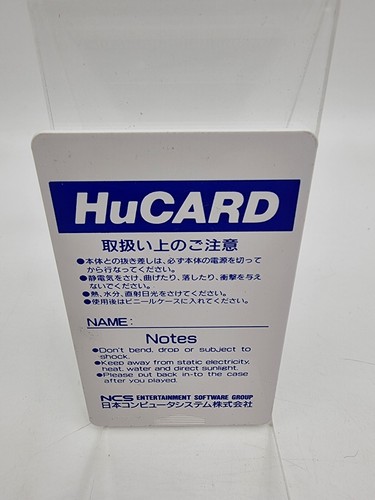 HuCARD
取扱い上のご注意
●本体との抜き差しは、必ず本体の電源を切って
から行なってください。
●静電気をさけ、曲げたり、落したり、衝撃を与え
ないでください。
●熱、水分、直射日光をさけてください。
●使用後はビニールケースに入れてください。
NAME:
Notes
●Don't bend, drop or subject to
shock.
●Keep away from static electricity,
heat, water and direct sunlight.
●Please put back in-to the case
after you played.
NCS ENTERTAINMENT SOFTWARE GROUP
日本コンピュータシステム株式会社